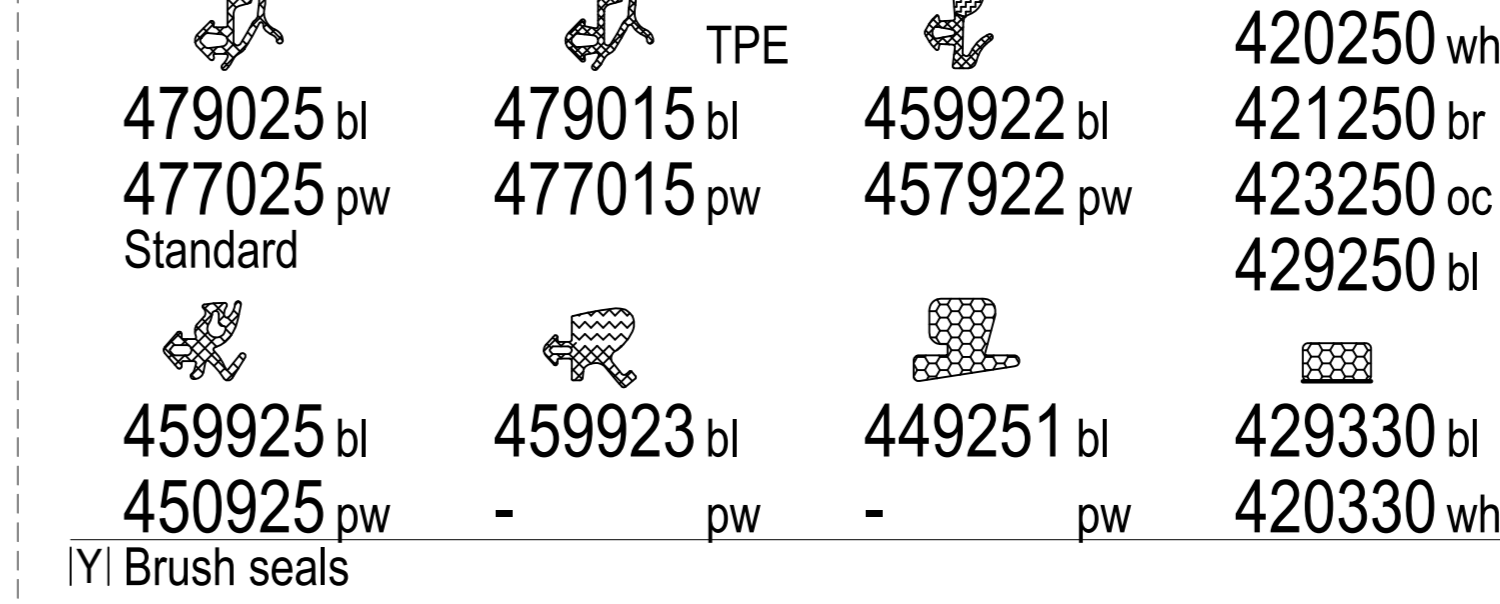 TPE 420250 wh
479025 bl 479015 bl 459922 bl 421250 br
477025 pw 477015 pw 457922 pw 423250 oc
Standard 429250 bl
459925 bl 459923 bl 449251 bl 429330 bl
450925 pw - pw - pw 420330 wh
|Y| Brush seals